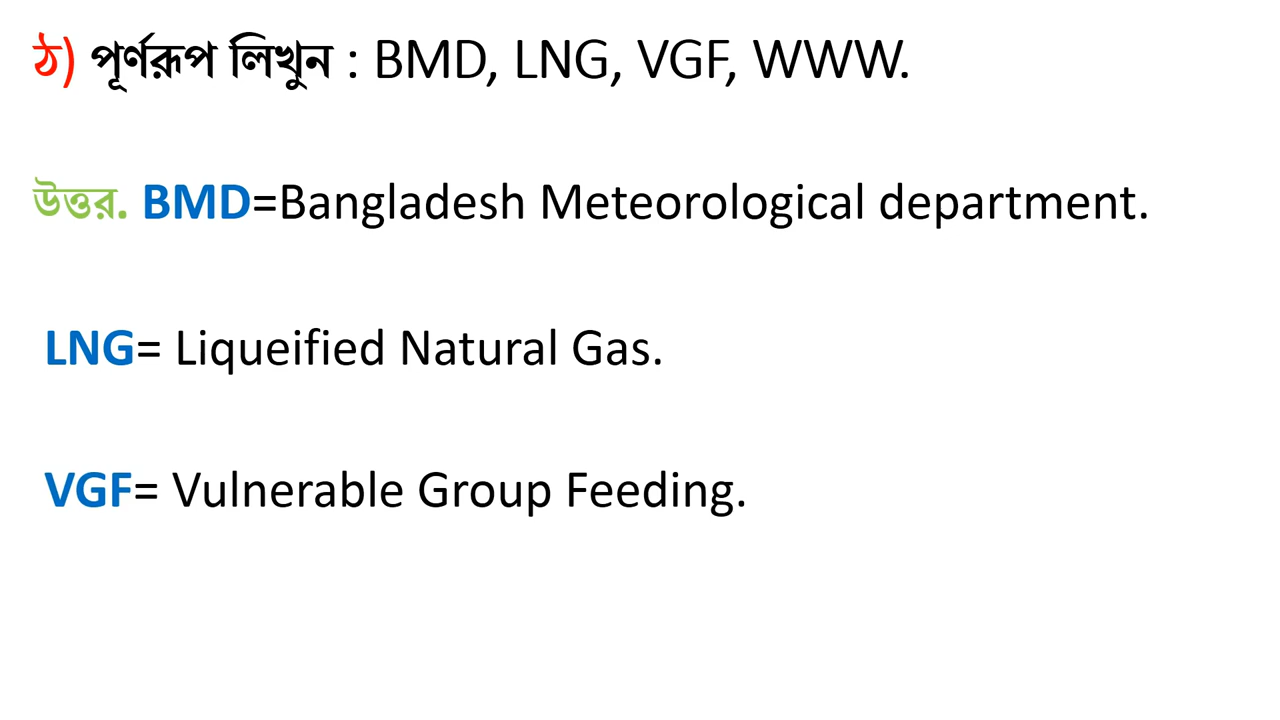 ঠ) পূর্ণরূপ লিখুন : BMD, LNG, VGF, WWW.
উত্তর. BMD=Bangladesh Meteorological department.
LNG= Liqueified Natural Gas.
VGF= Vulnerable Group Feeding.